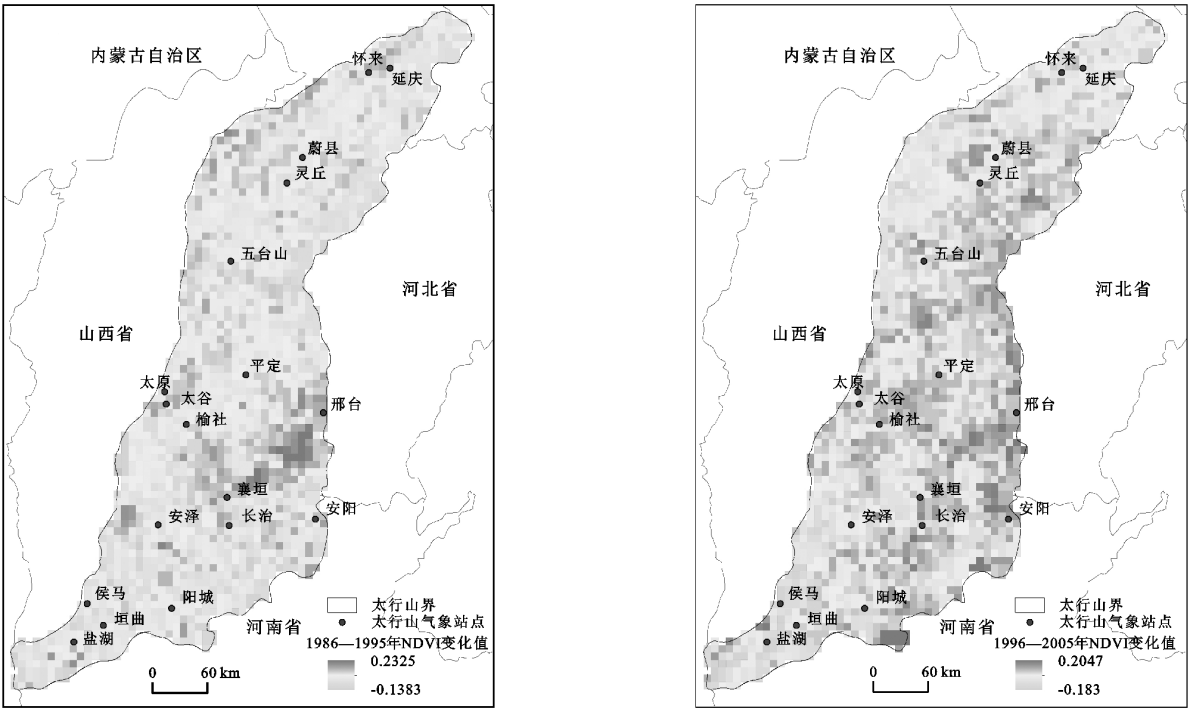 内蒙古自治区
怀来
延庆
蔚县
灵丘
五台山
河北省
山西省
平定
太原
太谷
邢台
榆社
襄垣
安泽
长治
安阳
侯马
阳城
垣曲
盐湖
河南省
太行山界
太行山气象站点
1986—1995年NDVI变化值
0.2325
-0.1383
0 60 km
内蒙古自治区
怀来
延庆
蔚县
灵丘
五台山
河北省
山西省
平定
太原
太谷
邢台
榆社
襄垣
安泽
长治
安阳
侯马
阳城
垣曲
盐湖
河南省
太行山界
太行山气象站点
1996—2005年NDVI变化值
0.2047
-0.183
0 60 km